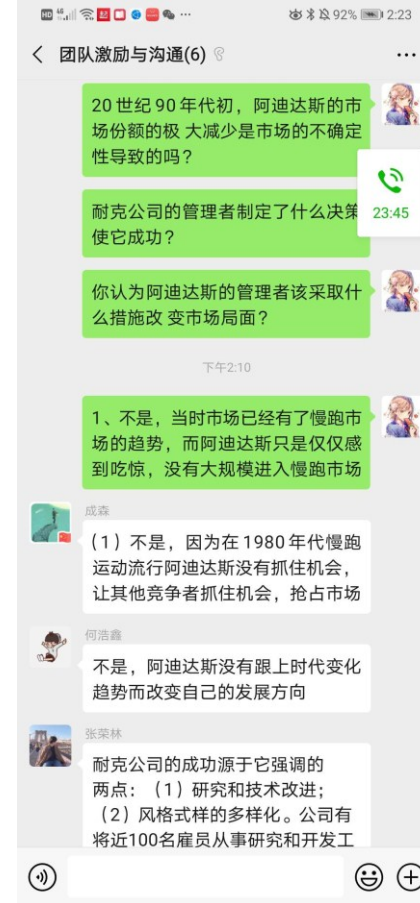 HD 92% 2:23
团队激励与沟通(6)
20世纪90年代初，阿迪达斯的市
场份额的极 大减少是市场的不确定
性导致的吗？
23:45
耐克公司的管理者制定了什么决策
使它成功？
你认为阿迪达斯的管理者该采取什
么措施改 变市场局面？
下午2:10
1、不是，当时市场已经有了慢跑市
场的趋势，而阿迪达斯只是仅仅感
到吃惊，没有大规模进入慢跑市场
成森
（1）不是，因为在1980年代慢跑
运动流行阿迪达斯没有抓住机会，
让其他竞争者抓住机会，抢占市场
何浩鑫
不是，阿迪达斯没有跟上时代变化
趋势而改变自己的发展方向
张荣林
耐克公司的成功源于它强调的
两点：（1）研究和技术改进；
（2）风格式样的多样化。公司有
将近100名雇员从事研究和开发工